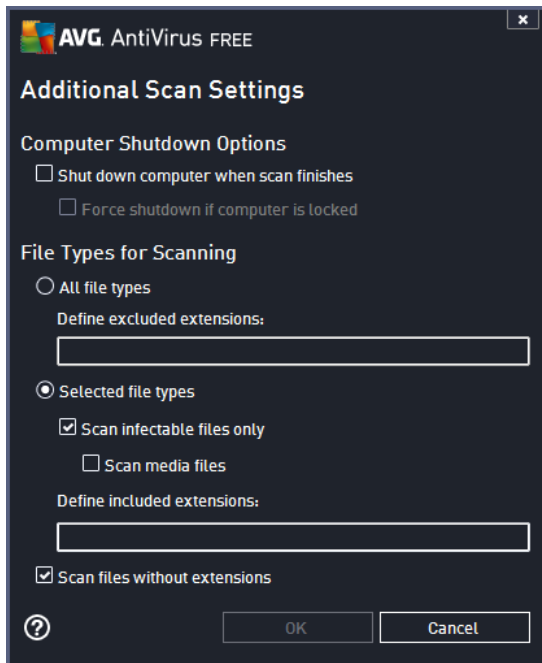 AVG. AntiVirus FREE
Additional Scan Settings
Computer Shutdown Options
Shut down computer when scan finishes
Force shutdown if computer is locked
File Types for Scanning
All file types
Define excluded extensions:
Selected file types
Scan infectable files only
Scan media files
Define included extensions:
Scan files without extensions
? OK Cancel